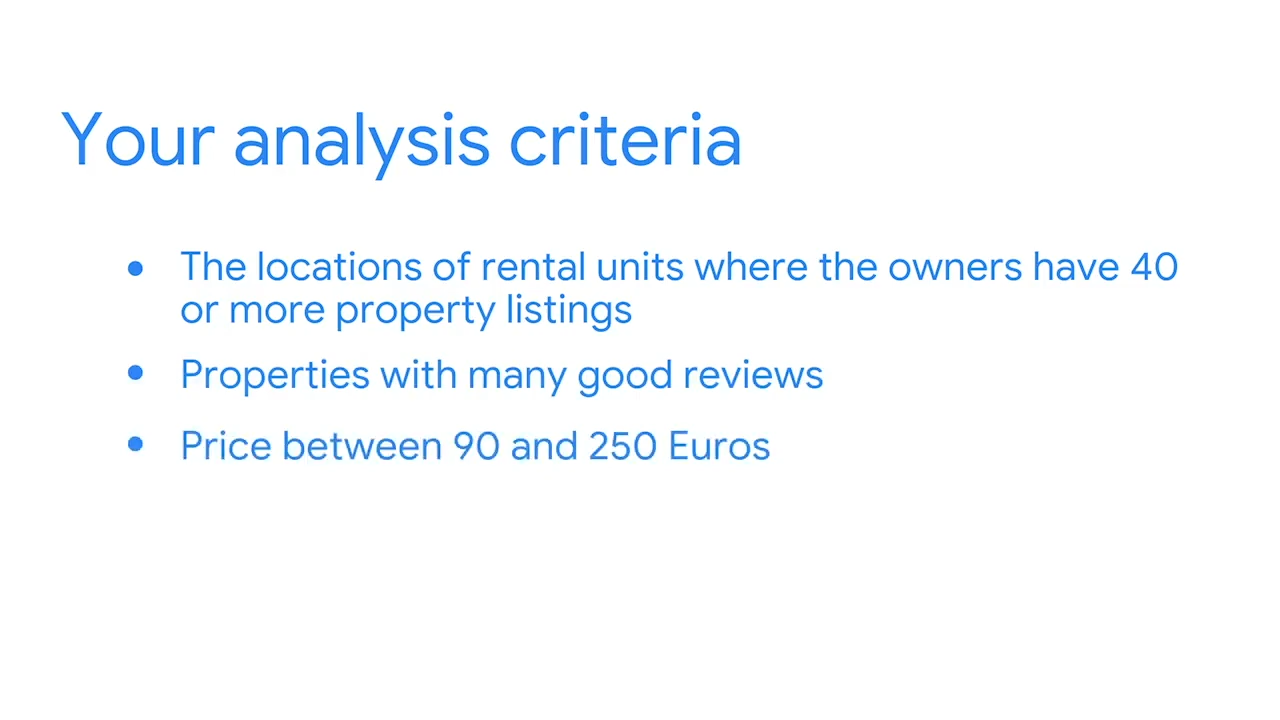 Your analysis criteria
• The locations of rental units where the owners have 40
or more property listings
• Properties with many good reviews
• Price between 90 and 250 Euros